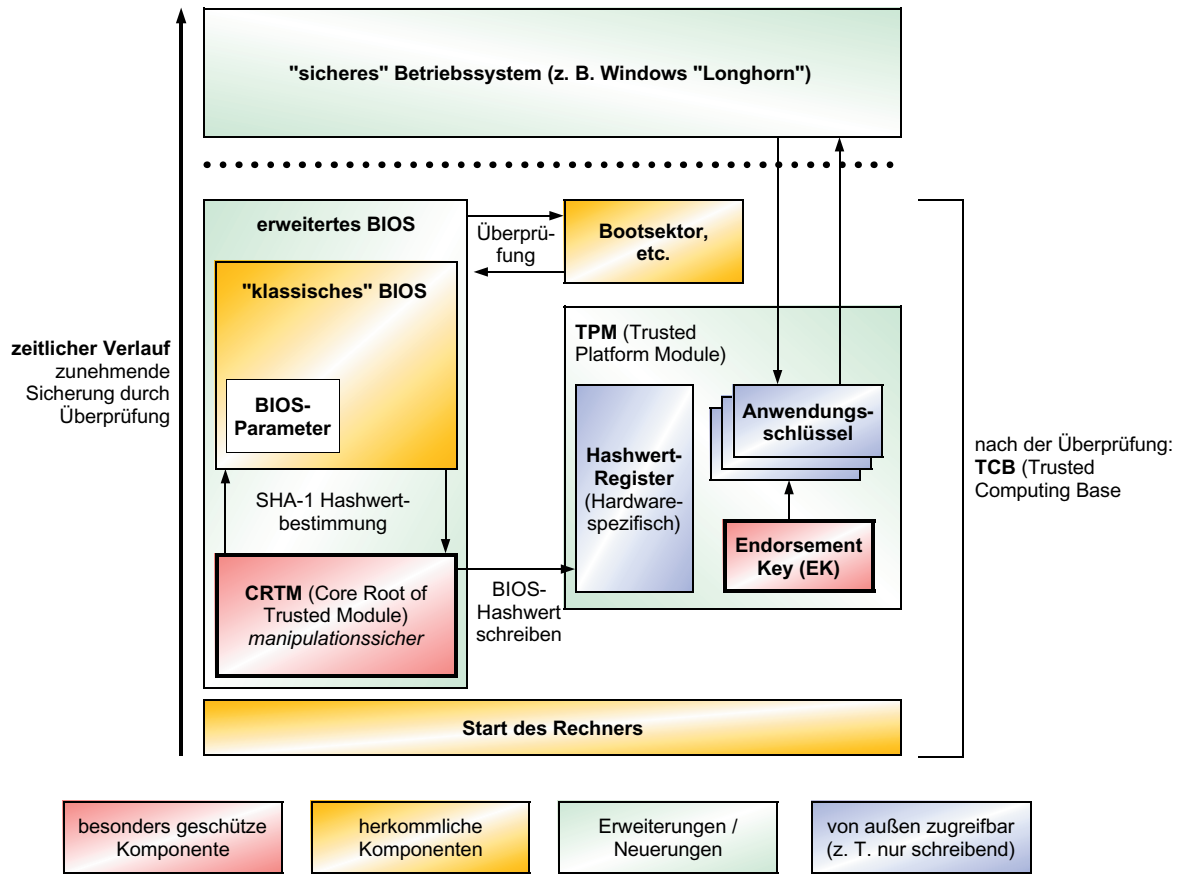 "sicheres" Betriebssystem (z. B. Windows "Longhorn")
erweitertes BIOS
Überprü-
fung
Bootsektor,
etc.
"klassisches" BIOS
BIOS-
Parameter
zeitlicher Verlauf
zunehmende
Sicherung durch
Überprüfung
TPM (Trusted
Platform Module)
Hashwert-
Register
(Hardware-
spezifisch)
Anwendungs-
schlüssel
Endorsement
Key (EK)
nach der Überprüfung:
TCB (Trusted
Computing Base
SHA-1 Hashwert-
bestimmung
CRTM (Core Root of
Trusted Module)
manipulationssicher
BIOS-
Hashwert
schreiben
Start des Rechners
besonders geschütze
Komponente
herkommliche
Komponenten
Erweiterungen /
Neuerungen
von außen zugreifbar
(z. T. nur schreibend)